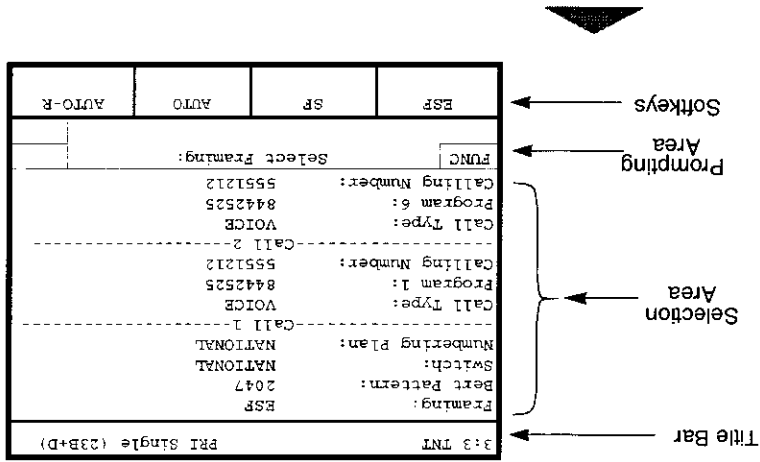 Title Bar
3:3 TNT PRI Single (23B+D)
Selection
Area
Framing: ESF
Bert Pattern: 2047
Switch: NATIONAL
Numbering Plan: NATIONAL
------Call 1------
Call Type: VOICE
Program 1: 8442525
Calling Number: 5551212
------Call 2------
Call Type: VOICE
Program 6: 8442525
Calling Number: 5551212
Prompting
Area
FUNC Select Framing:
Softkeys
ESF SF AUTO AUTO-R